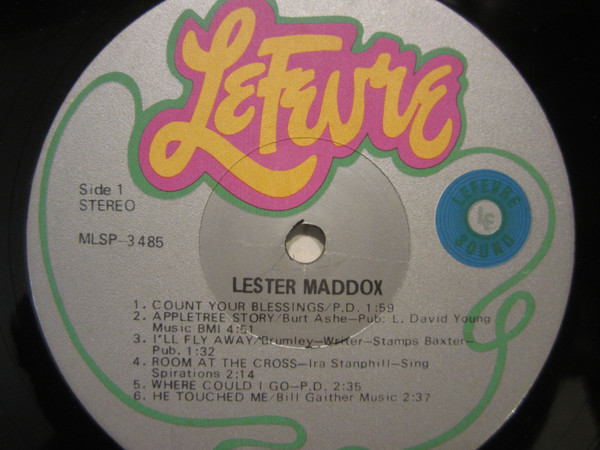 LeFevre
Side 1
STEREO
MLSP-3485
LEFEVRE
SOUND
LESTER MADDOX
1. COUNT YOUR BLESSINGS/P.D. 1:59
2. APPLETREE STORY/Burt Ashe—Pub: L. David Young
Music BMI 4:51
3. I'LL FLY AWAY/Brumley—Writer—Stamps Baxter—
Pub. 1:32
4. ROOM AT THE CROSS—Ira Stanphill—Sing
Spirations 2:14
5. WHERE COULD I GO—P.D. 2:35
6. HE TOUCHED ME/Bill Gaither Music 2:37